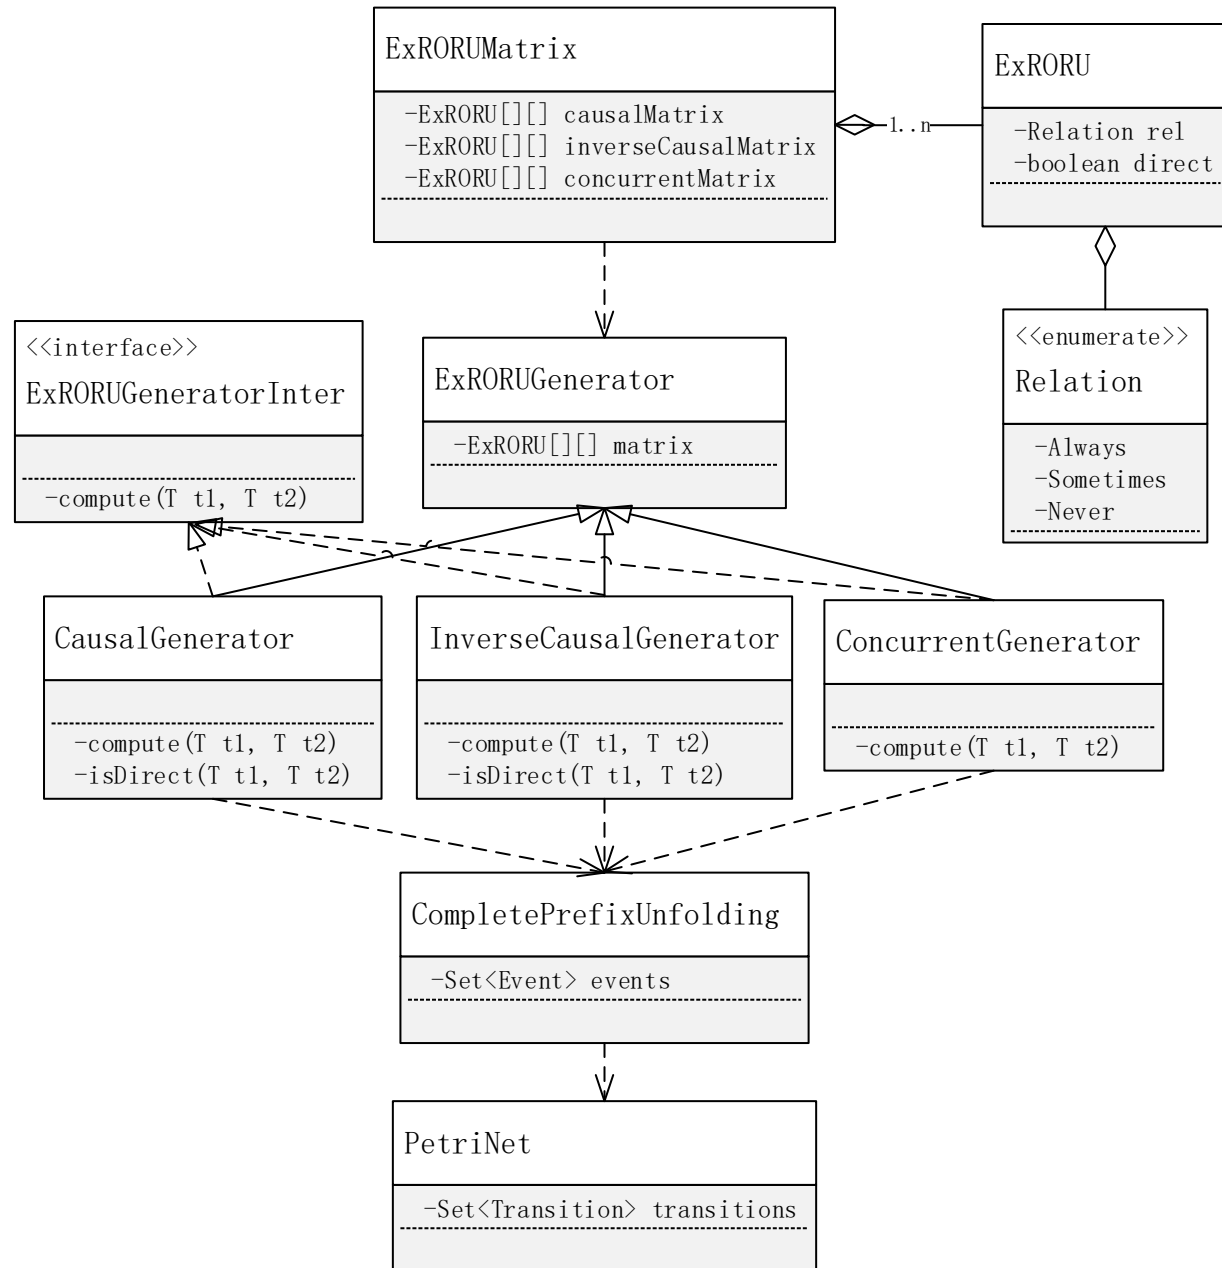 ExRORUMatrix
-ExRORU[][] causalMatrix
-ExRORU[][] inverseCausalMatrix
-ExRORU[][] concurrentMatrix
1..n
ExRORU
-Relation rel
-boolean direct
<<interface>>
ExRORUGeneratorInter
-compute(T t1, T t2)
ExRORUGenerator
-ExRORU[][] matrix
<<enumerate>>
Relation
-Always
-Sometimes
-Never
CausalGenerator
-compute(T t1, T t2)
-isDirect(T t1, T t2)
InverseCausalGenerator
-compute(T t1, T t2)
-isDirect(T t1, T t2)
ConcurrentGenerator
-compute(T t1, T t2)
CompletePrefixUnfolding
-Set<Event> events
PetriNet
-Set<Transition> transitions